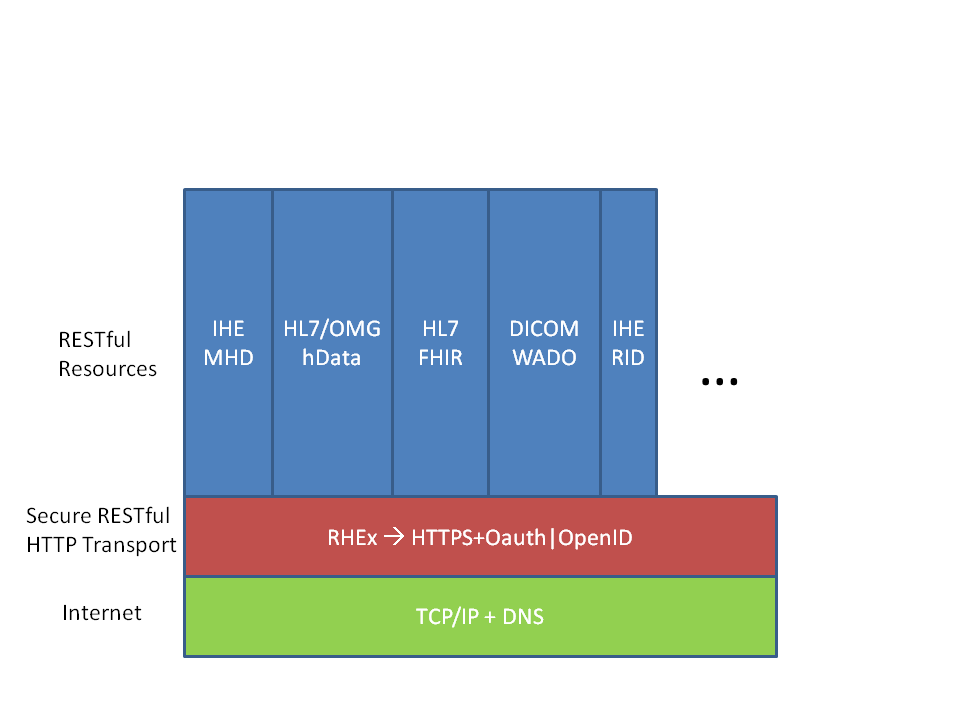 RESTful
Resources
IHE
MHD
HL7/OMG
hData
HL7
FHIR
DICOM
WADO
IHE
RID
...
Secure RESTful
HTTP Transport
RHEx → HTTPS+Oauth|OpenID
Internet
TCP/IP + DNS